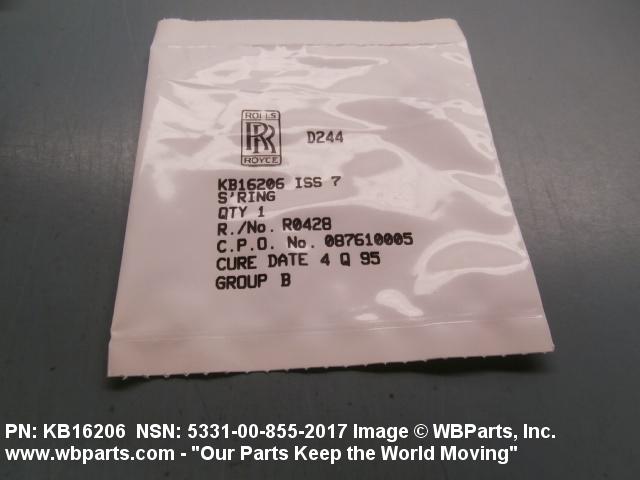 ROLLS
RR
ROYCE
D244
KB16206 ISS 7
S'RING
QTY 1
R./No. R0428
C.P.O. No. 087610005
CURE DATE 4 Q 95
GROUP B
PN: KB16206 NSN: 5331-00-855-2017 Image © WBParts, Inc.
www.wbparts.com - "Our Parts Keep the World Moving"